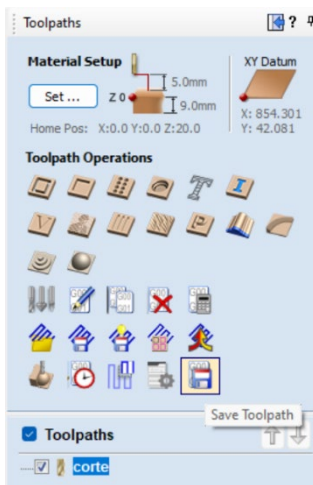 Toolpaths
?
Material Setup
XY Datum
Set ...
Z 0
5.0mm
9.0mm
X: 854.301
Y: 42.081
Home Pos: X:0.0 Y:0.0 Z:20.0
Toolpath Operations
Save Toolpath
Toolpaths
corte